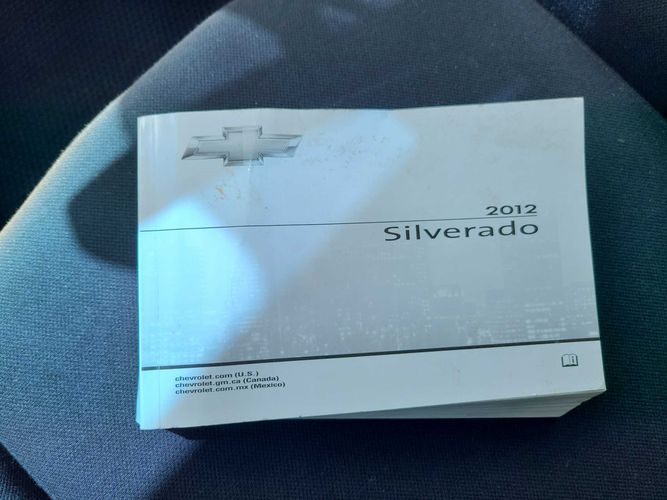 2012
Silverado
chevrolet.com (U.S.)
chevrolet.gm.ca (Canada)
chevrolet.com.mx (Mexico)